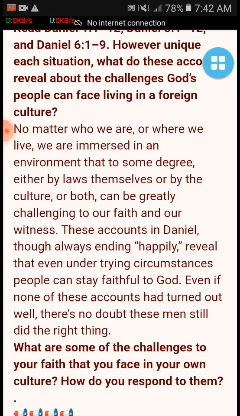 78% 7:42 AM
U:0KB/s D:0KB/s No internet connection
and Daniel 6:1–9. However unique
each situation, what do these acco
reveal about the challenges God's
people can face living in a foreign
culture?
No matter who we are, or where we
live, we are immersed in an
environment that to some degree,
either by laws themselves or by the
culture, or both, can be greatly
challenging to our faith and our
witness. These accounts in Daniel,
though always ending “happily,” reveal
that even under trying circumstances
people can stay faithful to God. Even if
none of these accounts had turned out
well, there's no doubt these men still
did the right thing.
What are some of the challenges to
your faith that you face in your own
culture? How do you respond to them?
.